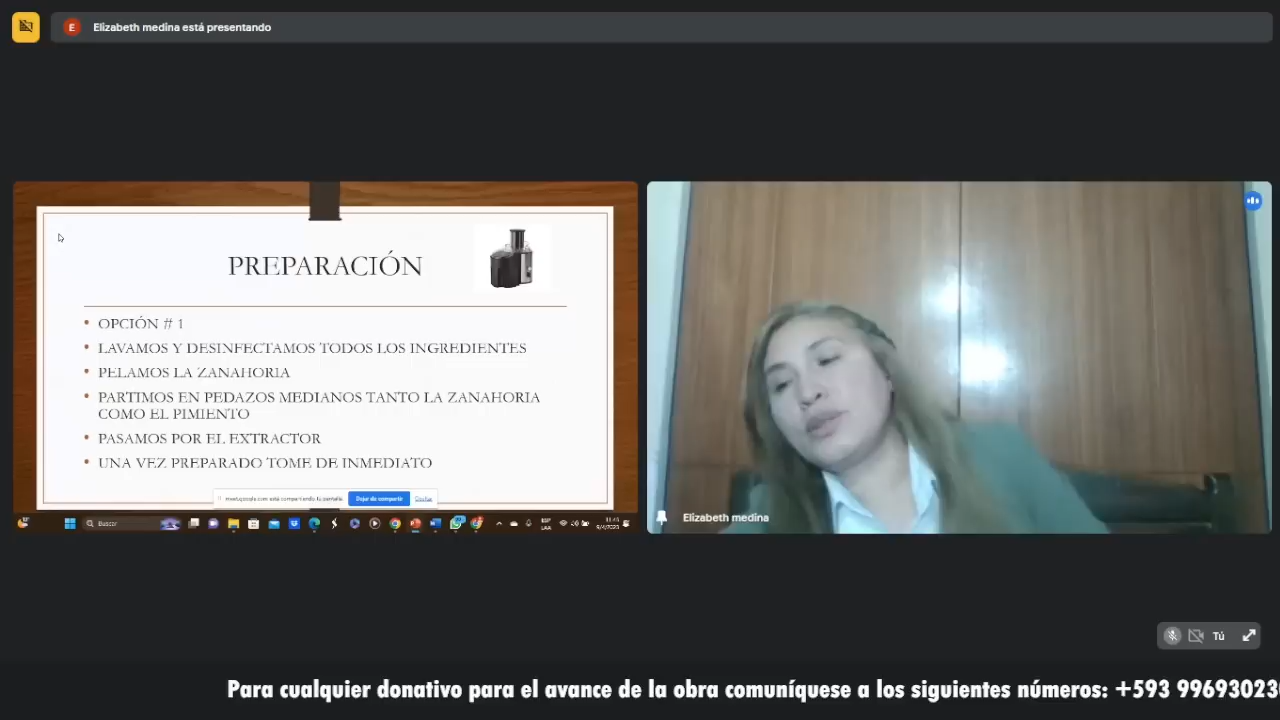 E
Elizabeth medina está presentando
PREPARACIÓN
• OPCIÓN # 1
• LAVAMOS Y DESINFECTAMOS TODOS LOS INGREDIENTES
• PELAMOS LA ZANAHORIA
• PARTIMOS EN PEDAZOS MEDIANOS TANTO LA ZANAHORIA
COMO EL PIMIENTO
• PASAMOS POR EL EXTRACTOR
• UNA VEZ PREPARADO TOME DE INMEDIATO
Dejar de compartir
Ocultar
Buscar
ESP
LAA
Elizabeth medina
Tú
Para cualquier donativo para el avance de la obra comuníquese a los siguientes números: +593 99693023